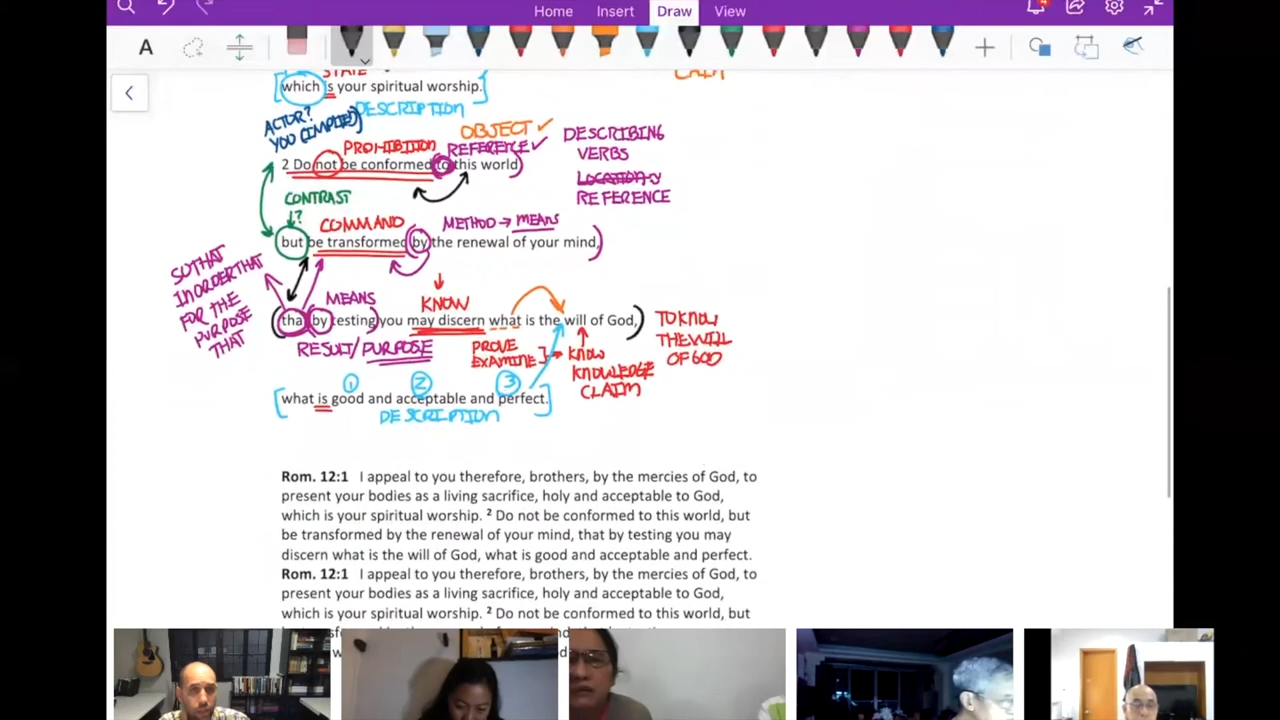 Home Insert Draw View
A
STATE
CLAIM
which is your spiritual worship.
DESCRIPTION
ACTOR?
YOU (IMPLIED)
OBJECT ✓
PROHIBITION REFERENCE ✓
2 Do not be conformed to this world
DESCRIBING
VERBS
LOCATION
REFERENCE
CONTRAST
?
COMMAND
METHOD → MEANS
but be transformed by the renewal of your mind,
SO THAT
IN ORDER THAT
FOR THE
PURPOSE
THAT
MEANS
KNOW
that by testing you may discern what is the will of God,
TO KNOW
THE WILL
OF GOD
RESULT/PURPOSE
PROVE
EXAMINE
KNOW
KNOWLEDGE
CLAIM
1 2 3
what is good and acceptable and perfect.
DESCRIPTION
Rom. 12:1 I appeal to you therefore, brothers, by the mercies of God, to
present your bodies as a living sacrifice, holy and acceptable to God,
which is your spiritual worship. ² Do not be conformed to this world, but
be transformed by the renewal of your mind, that by testing you may
discern what is the will of God, what is good and acceptable and perfect.
Rom. 12:1 I appeal to you therefore, brothers, by the mercies of God, to
present your bodies as a living sacrifice, holy and acceptable to God,
which is your spiritual worship. ² Do not be conformed to this world, but